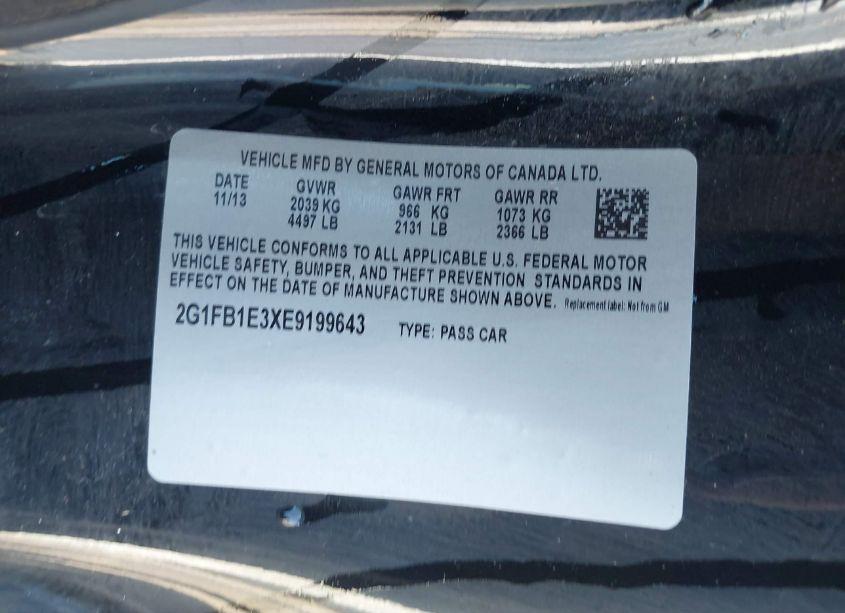 VEHICLE MFD BY GENERAL MOTORS OF CANADA LTD.
DATE GVWR GAWR FRT GAWR RR
11/13 2039 KG 966 KG 1073 KG
4497 LB 2131 LB 2366 LB
THIS VEHICLE CONFORMS TO ALL APPLICABLE U.S. FEDERAL MOTOR
VEHICLE SAFETY, BUMPER, AND THEFT PREVENTION STANDARDS IN
EFFECT ON THE DATE OF MANUFACTURE SHOWN ABOVE. Replacement label: Not from GM
2G1FB1E3XE9199643 TYPE: PASS CAR